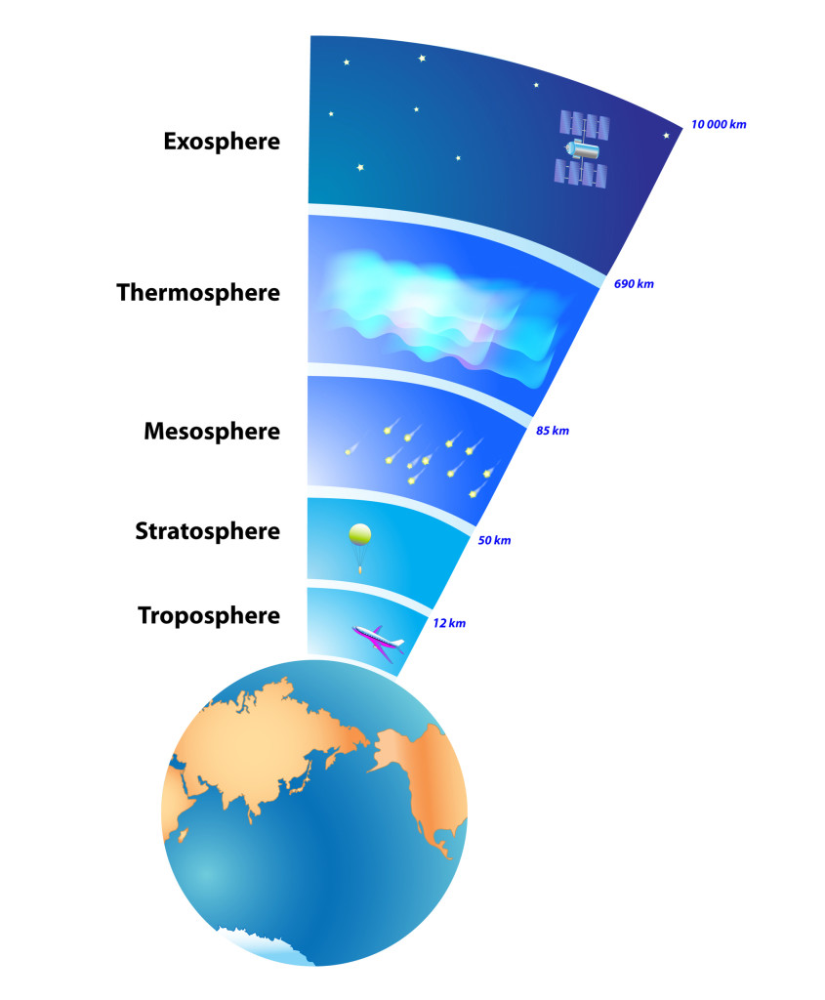 10 000 km
Exosphere
690 km
Thermosphere
85 km
Mesosphere
50 km
Stratosphere
12 km
Troposphere